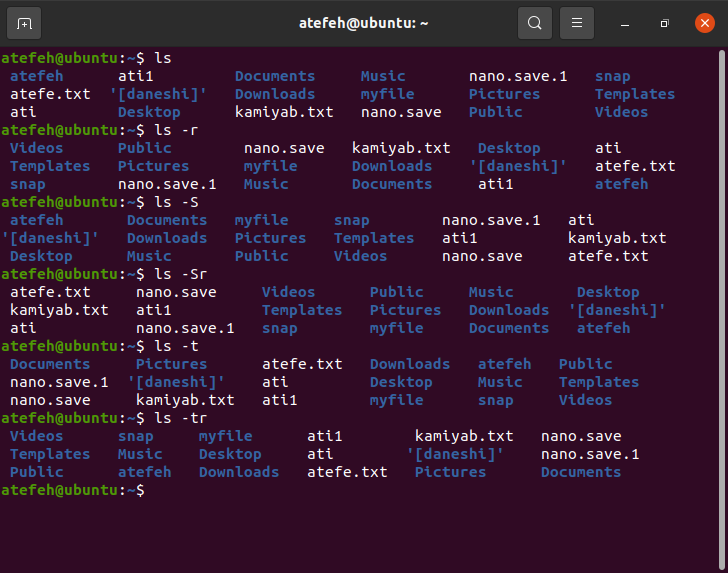 atefeh@ubuntu: ~
atefeh@ubuntu:~$ ls
atefeh ati1 Documents Music nano.save.1 snap
atefe.txt '[daneshi]' Downloads myfile Pictures Templates
ati Desktop kamiyab.txt nano.save Public Videos
atefeh@ubuntu:~$ ls -r
Videos Public nano.save kamiyab.txt Desktop ati
Templates Pictures myfile Downloads '[daneshi]' atefe.txt
snap nano.save.1 Music Documents ati1 atefeh
atefeh@ubuntu:~$ ls -S
atefeh Documents myfile snap nano.save.1 ati
'[daneshi]' Downloads Pictures Templates ati1 kamiyab.txt
Desktop Music Public Videos nano.save atefe.txt
atefeh@ubuntu:~$ ls -Sr
atefe.txt nano.save Videos Public Music Desktop
kamiyab.txt ati1 Templates Pictures Downloads '[daneshi]'
ati nano.save.1 snap myfile Documents atefeh
atefeh@ubuntu:~$ ls -t
Documents Pictures atefe.txt Downloads atefeh Public
nano.save.1 '[daneshi]' ati Desktop Music Templates
nano.save kamiyab.txt ati1 myfile snap Videos
atefeh@ubuntu:~$ ls -tr
Videos snap myfile ati1 kamiyab.txt nano.save
Templates Music Desktop ati '[daneshi]' nano.save.1
Public atefeh Downloads atefe.txt Pictures Documents
atefeh@ubuntu:~$